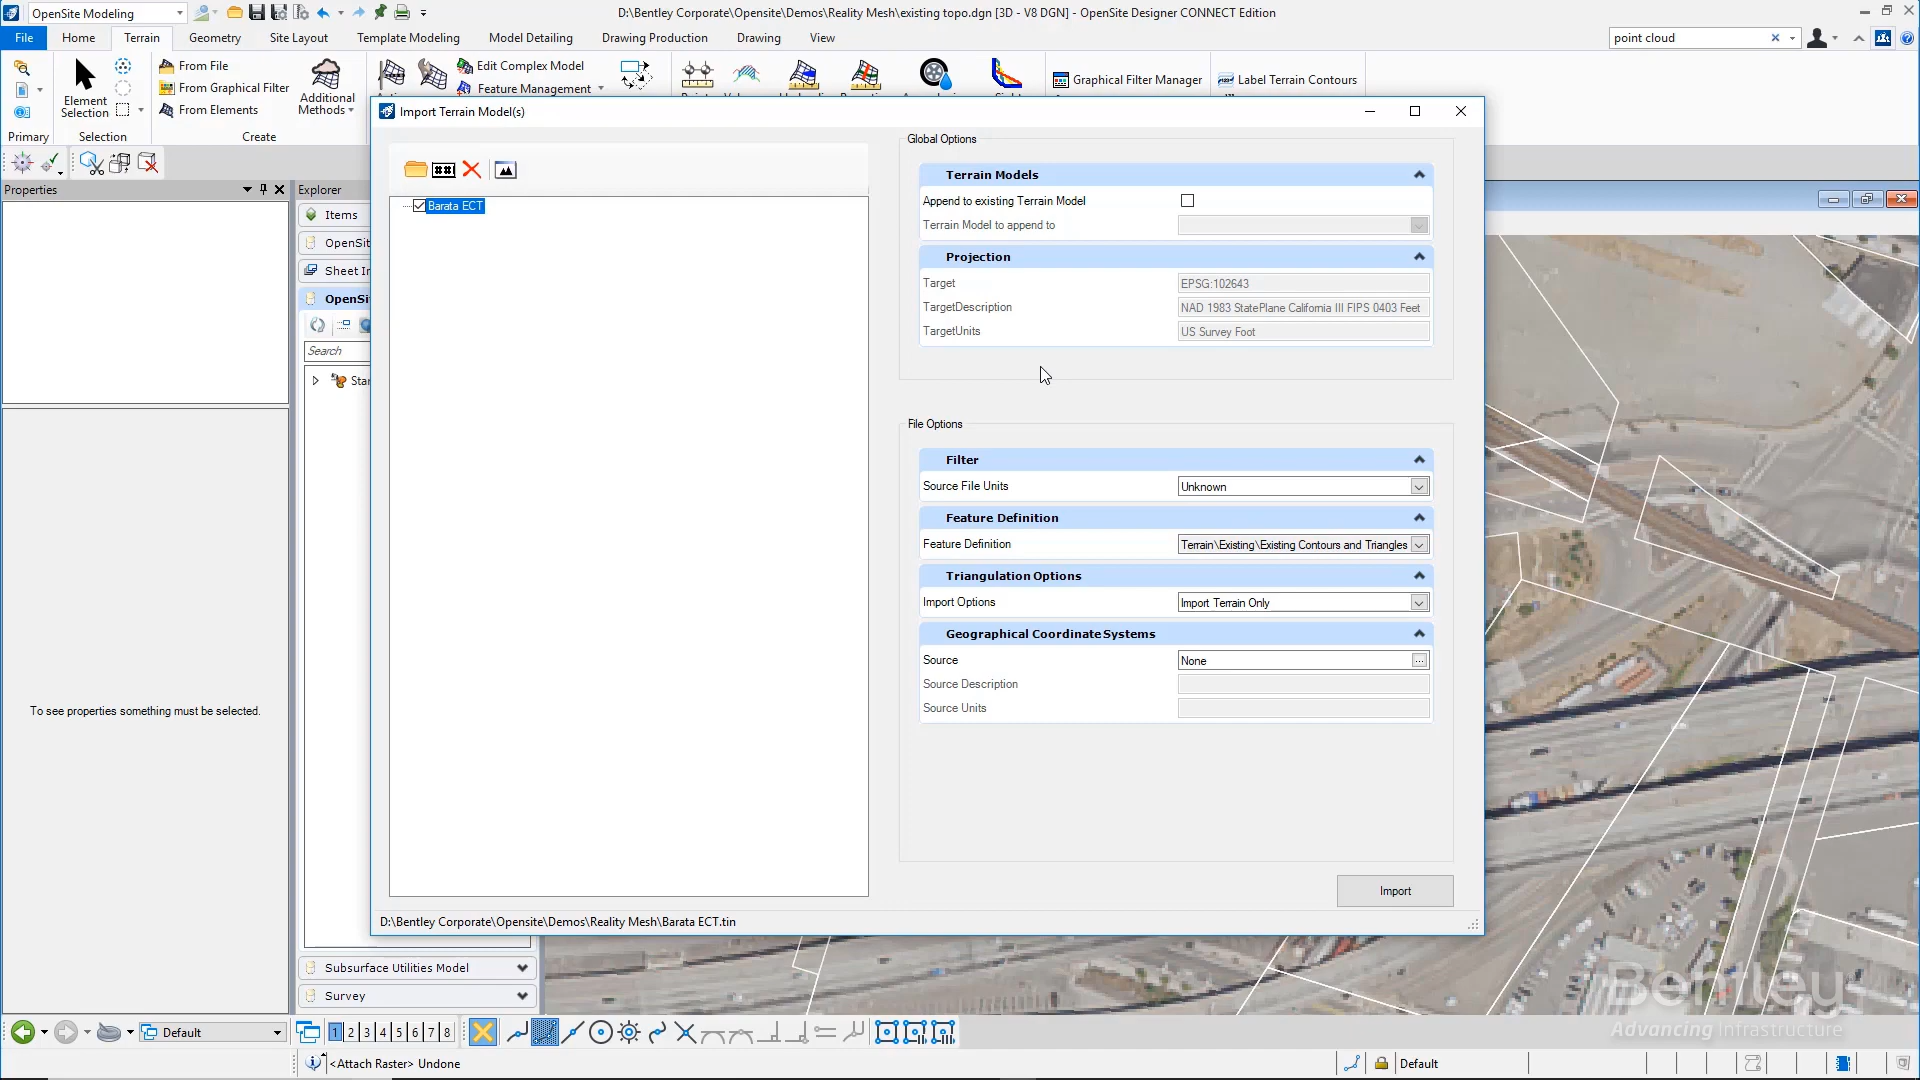 OpenSite Modeling
D:\Bentley Corporate\Opensite\Demos\Reality Mesh\existing topo.dgn [3D - V8 DGN] - OpenSite Designer CONNECT Edition
File Home Terrain Geometry Site Layout Template Modeling Model Detailing Drawing Production Drawing View
point cloud
Element
Selection
From File
From Graphical Filter
From Elements
Additional
Methods
Edit Complex Model
Feature Management
Graphical Filter Manager
Label Terrain Contours
Primary Selection Create
Properties
To see properties something must be selected.
Explorer
Items
Search
Subsurface Utilities Model
Survey
Import Terrain Model(s)
Barata ECT
D:\Bentley Corporate\Opensite\Demos\Reality Mesh\Barata ECT.tin
Global Options
Terrain Models
Append to existing Terrain Model
Terrain Model to append to
Projection
Target EPSG:102643
TargetDescription NAD 1983 StatePlane California III FIPS 0403 Feet
TargetUnits US Survey Foot
File Options
Filter
Source File Units Unknown
Feature Definition
Feature Definition Terrain\Existing\Existing Contours and Triangles
Triangulation Options
Import Options Import Terrain Only
Geographical Coordinate Systems
Source None ...
Source Description
Source Units
Import
Bentley
Advancing Infrastructure
Default
1 2 3 4 5 6 7 8
<Attach Raster> Undone
Default